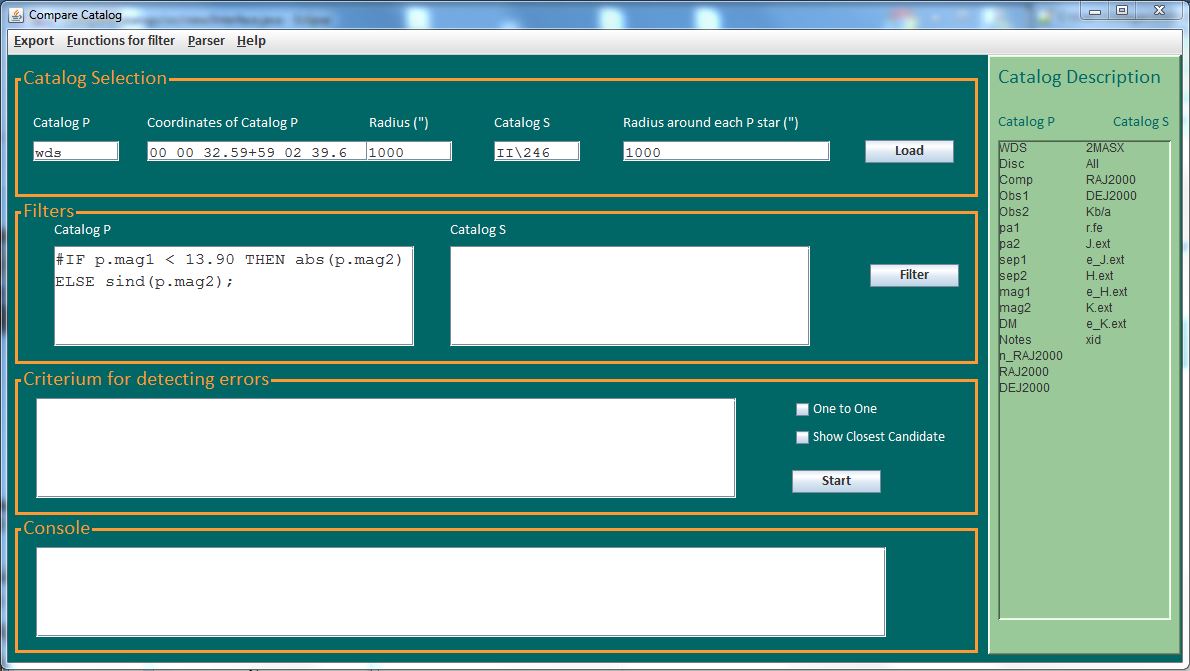 Compare Catalog
Export Functions for filter Parser Help
Catalog Selection
Catalog P Coordinates of Catalog P Radius (") Catalog S Radius around each P star (")
wds 00 00 32.59+59 02 39.6 1000 II\246 1000 Load
Filters
Catalog P Catalog S
#IF p.mag1 < 13.90 THEN abs(p.mag2)
ELSE sind(p.mag2);
Filter
Criterium for detecting errors
One to One
Show Closest Candidate
Start
Console
Catalog Description
Catalog P Catalog S
WDS 2MASX
Disc All
Comp RAJ2000
Obs1 DEJ2000
Obs2 Kb/a
pa1 r.fe
pa2 J.ext
sep1 e_J.ext
sep2 H.ext
mag1 e_H.ext
mag2 K.ext
DM e_K.ext
Notes xid
n_RAJ2000
RAJ2000
DEJ2000